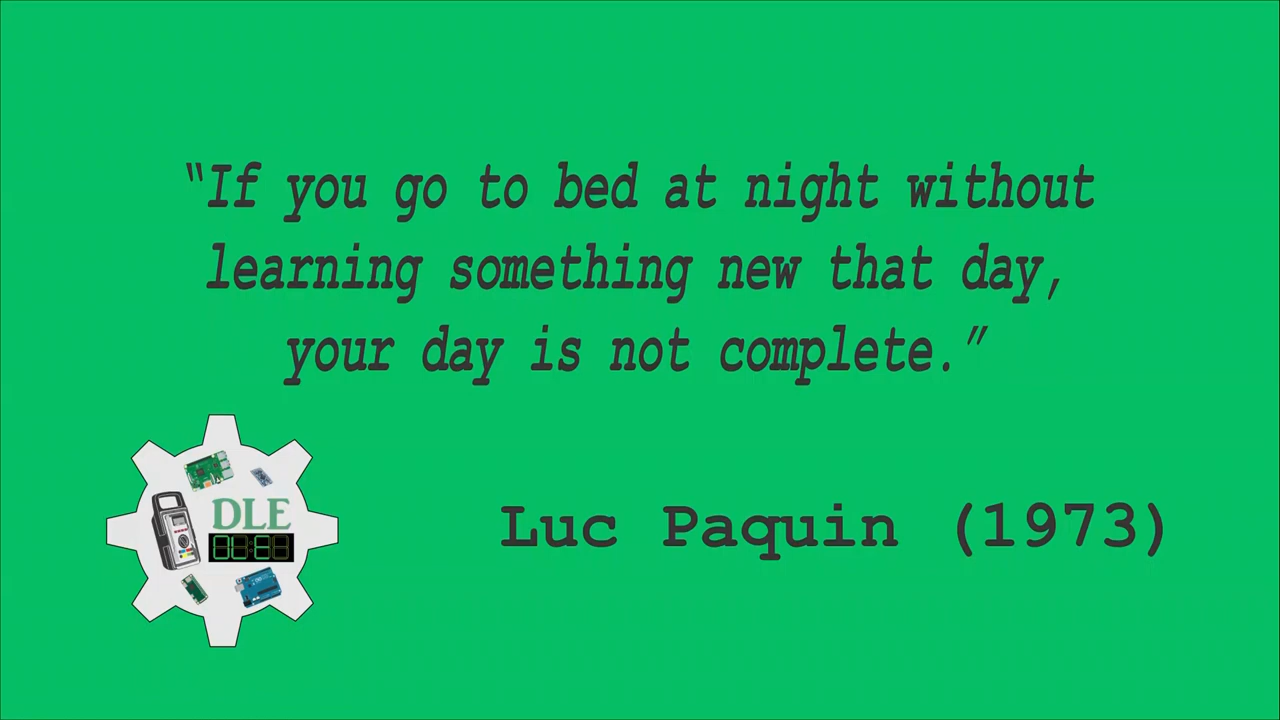 “If you go to bed at night without
learning something new that day,
your day is not complete.”
DLE
DLE
Luc Paquin (1973)